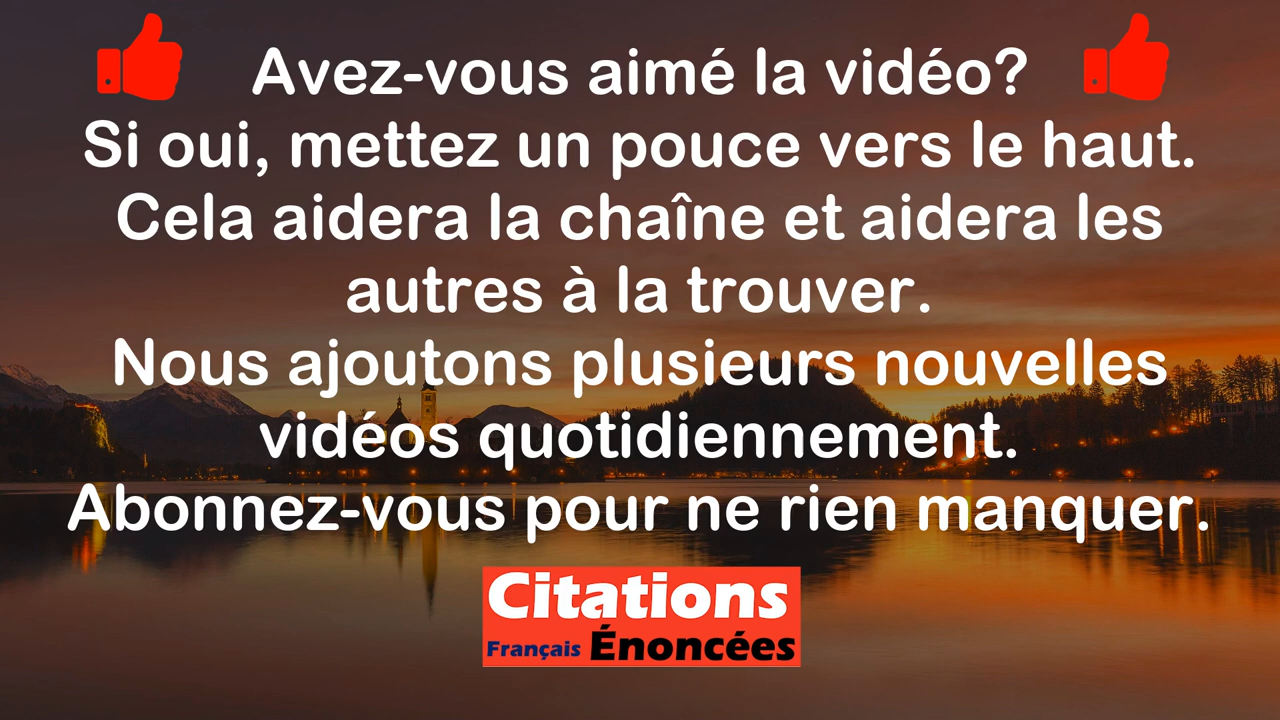 Avez-vous aimé la vidéo?
Si oui, mettez un pouce vers le haut.
Cela aidera la chaîne et aidera les
autres à la trouver.
Nous ajoutons plusieurs nouvelles
vidéos quotidiennement.
Abonnez-vous pour ne rien manquer.
Citations
Français Énoncées